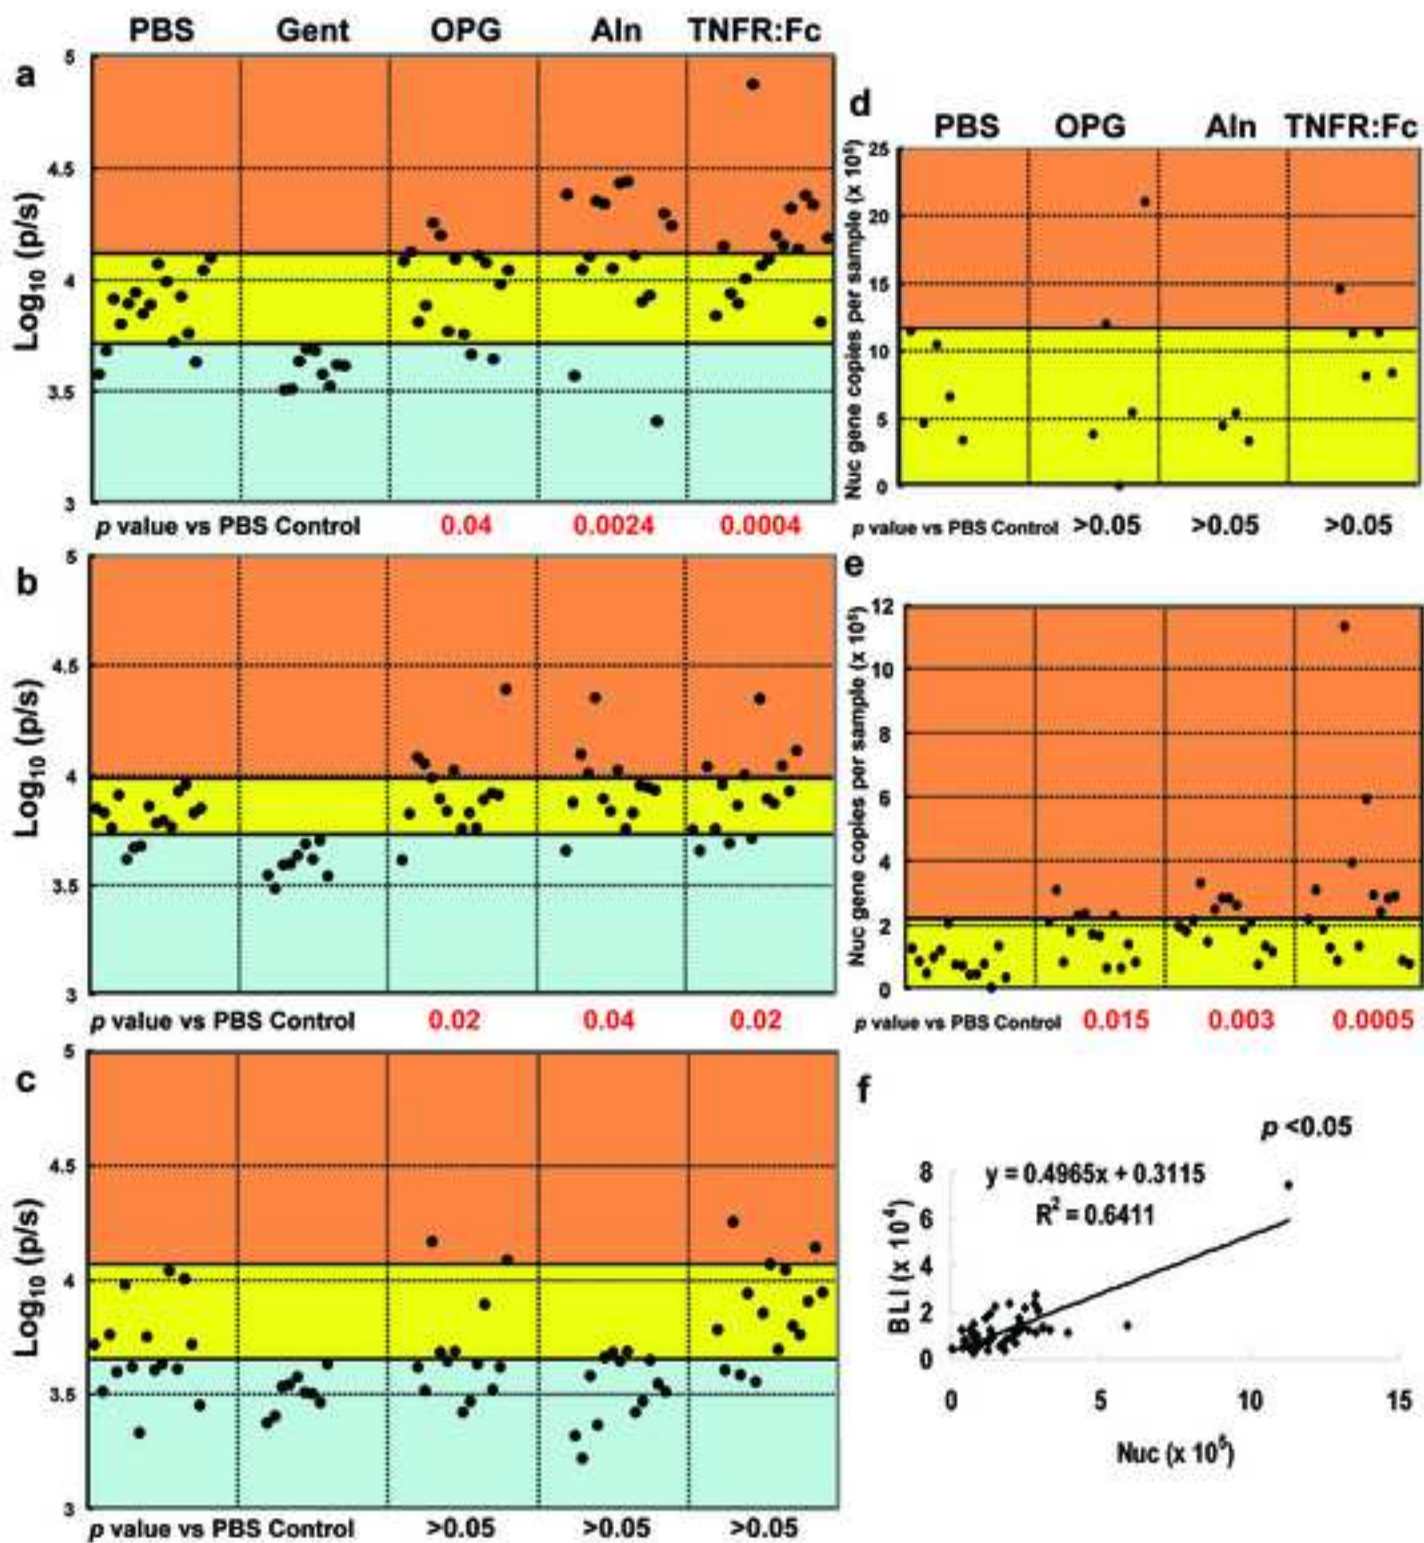 PBS Gent OPG Aln TNFR:Fc
a
5
4.5
4
3.5
3
Log10 (p/s)
p value vs PBS Control 0.04 0.0024 0.0004
b
5
4.5
4
3.5
3
Log10 (p/s)
p value vs PBS Control 0.02 0.04 0.02
c
5
4.5
4
3.5
3
Log10 (p/s)
p value vs PBS Control >0.05 >0.05 >0.05
d
PBS OPG Aln TNFR:Fc
25
20
15
10
5
0
Nuc gene copies per sample (x 10⁵)
p value vs PBS Control >0.05 >0.05 >0.05
e
12
10
8
6
4
2
0
Nuc gene copies per sample (x 10⁵)
p value vs PBS Control 0.015 0.003 0.0005
f
p <0.05
y = 0.4965x + 0.3115
R² = 0.6411
8
6
4
2
0
BLI (x 10⁴)
0 5 10 15
Nuc (x 10⁵)